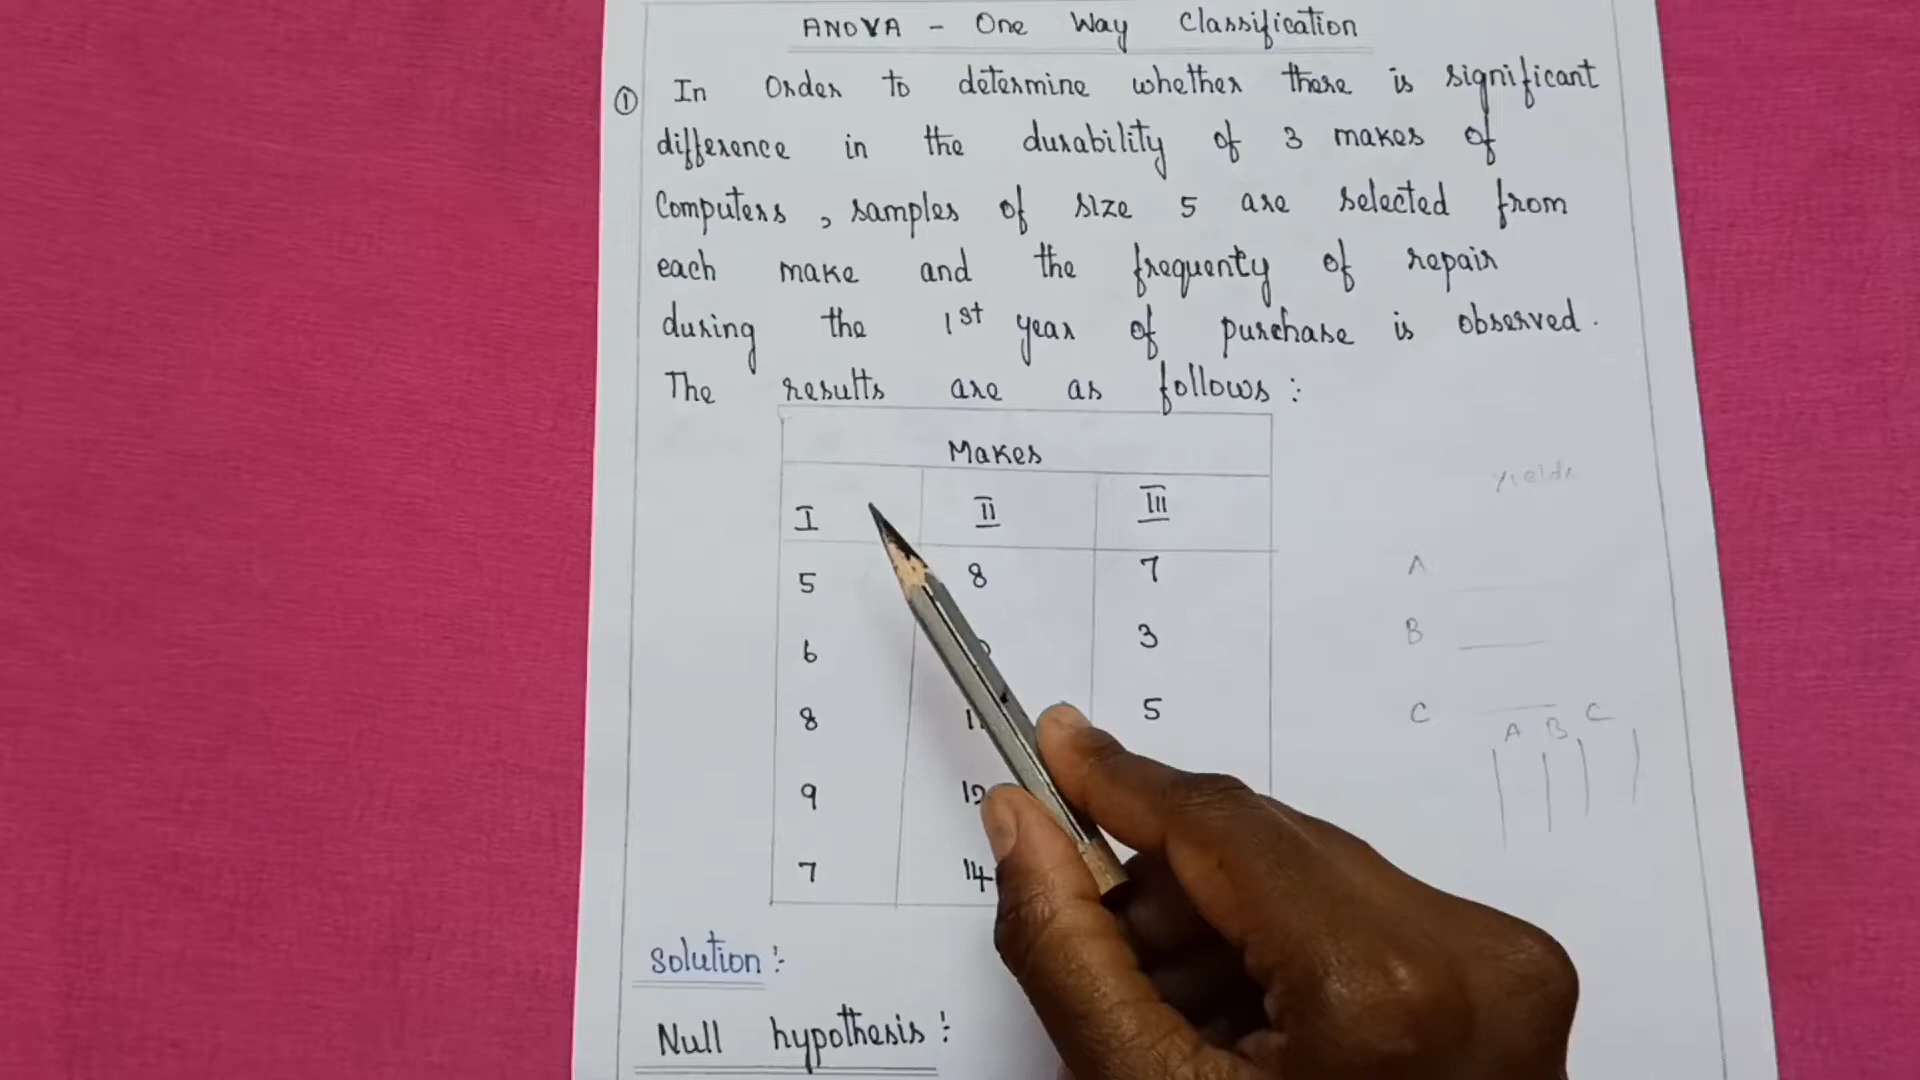 ANOVA - One Way Classification
① In Order to determine whether there is significant
difference in the durability of 3 makes of
Computers, samples of size 5 are selected from
each make and the frequenty of repair
during the 1st year of purchase is observed.
The results are as follows:
Makes
I II III
5 8 7
6 3
8 5
9
7 14
Yields
A
B
C
A B C
Solution:
Null hypothesis: